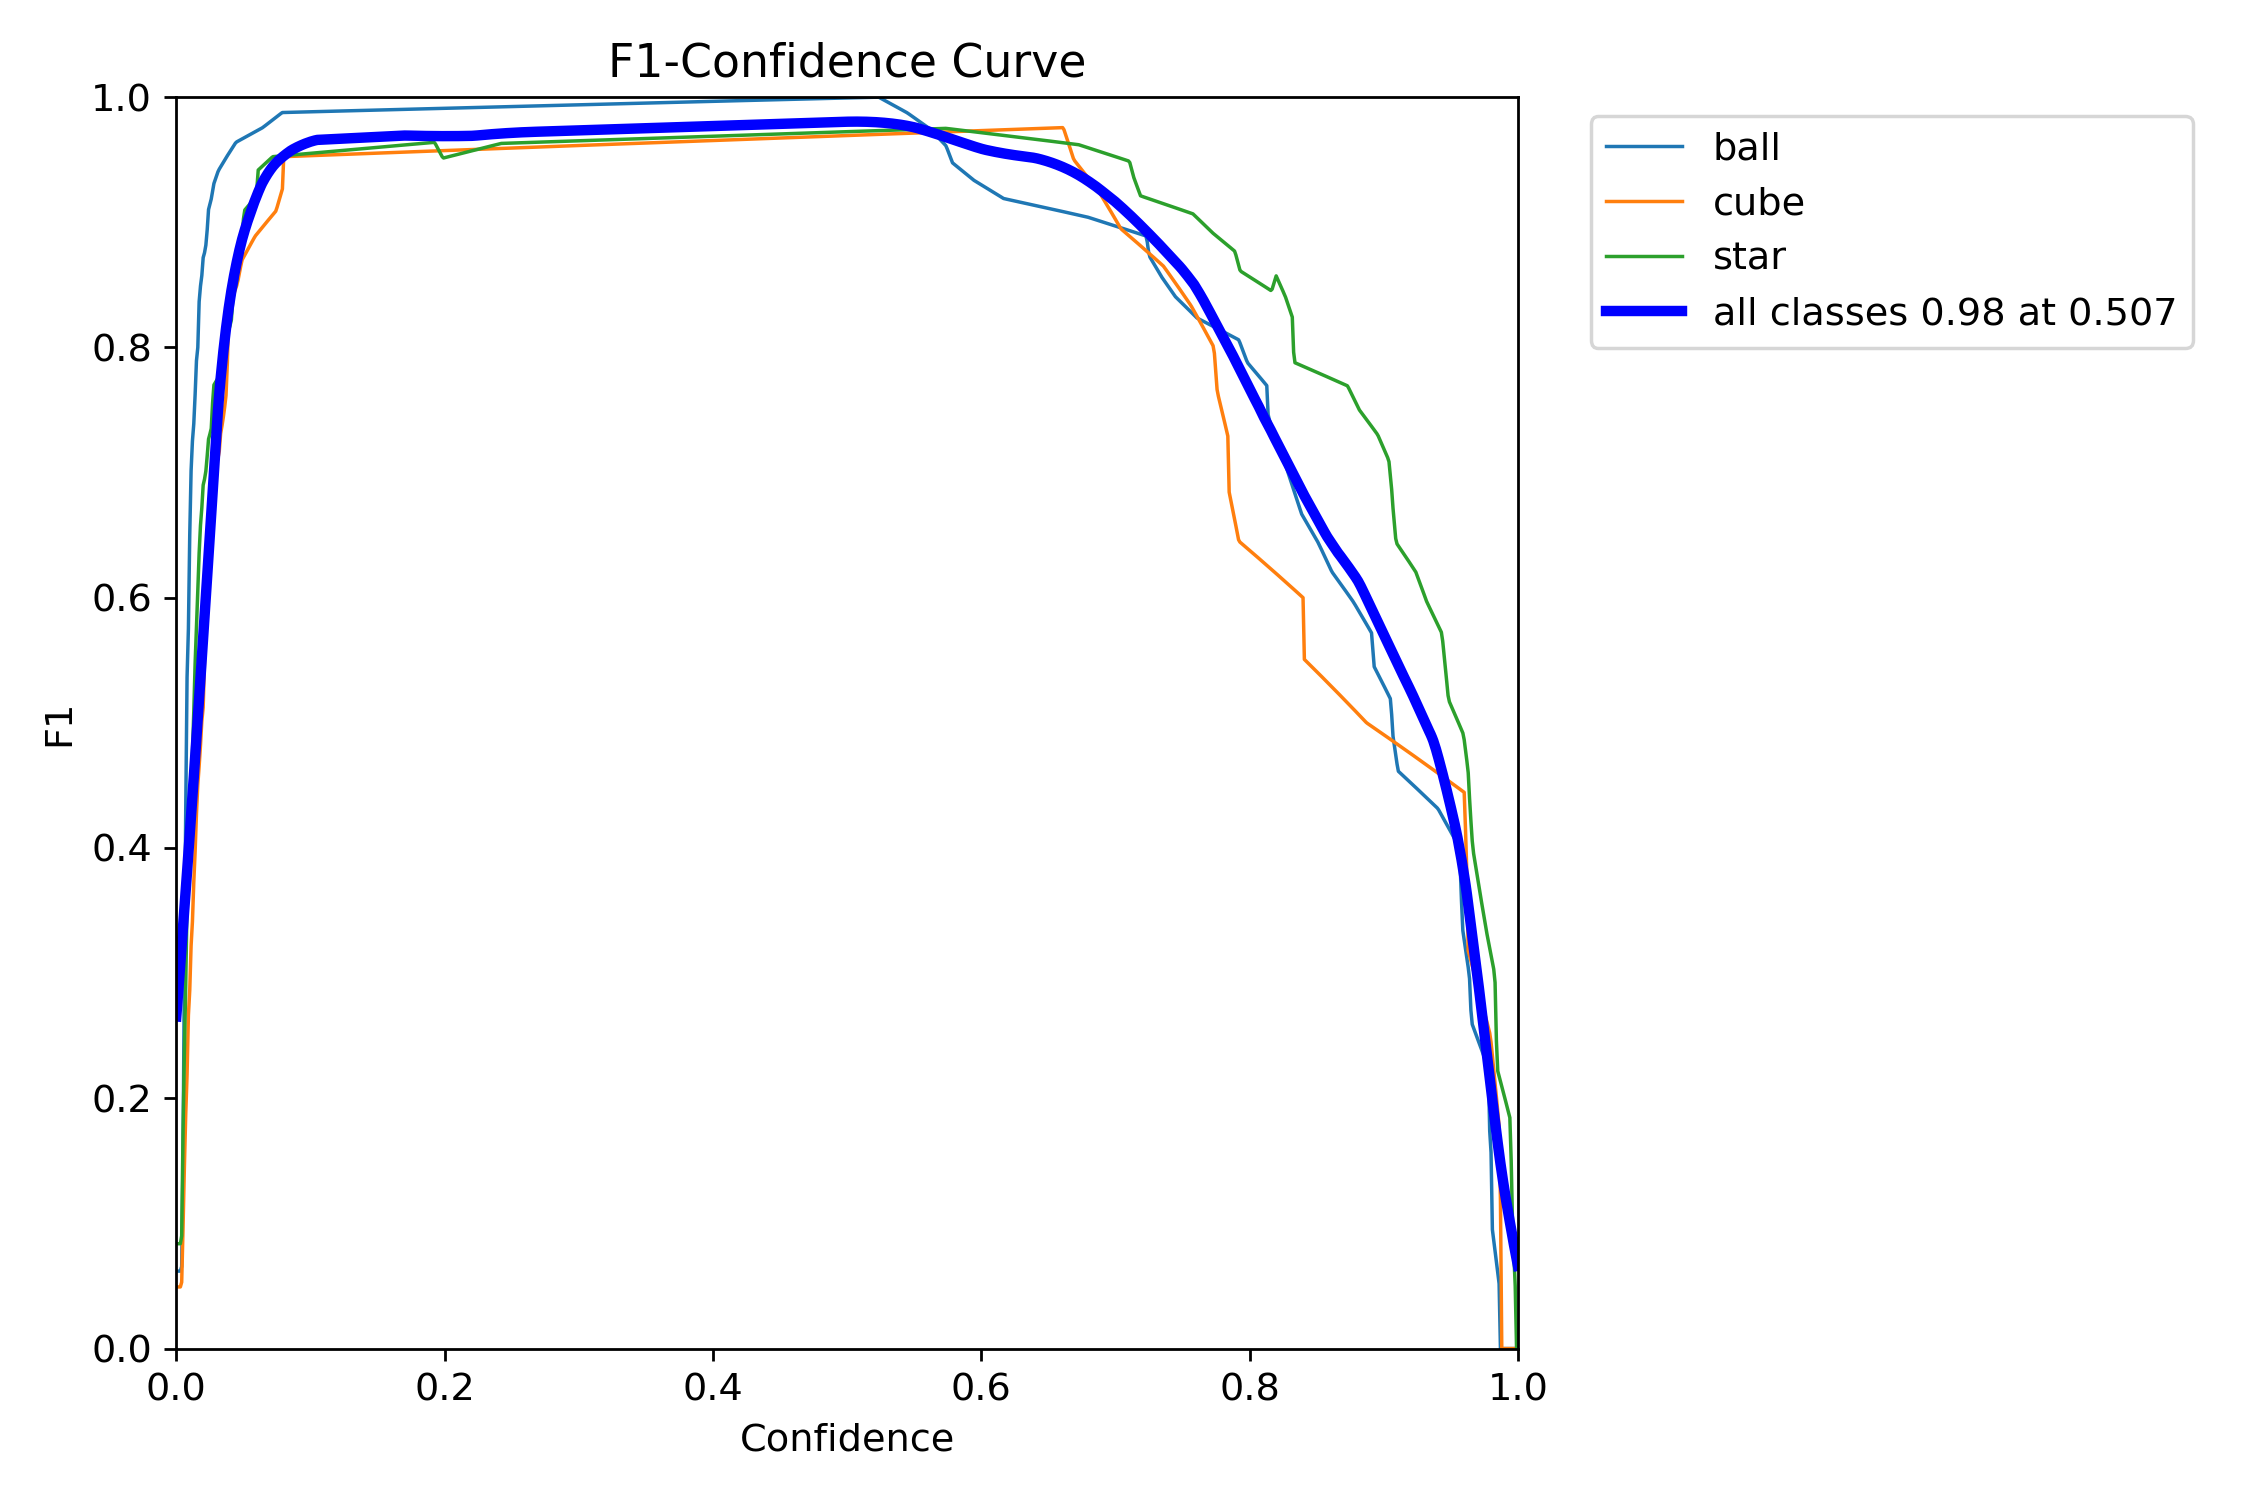 F1-Confidence Curve
1.0
0.8
0.6
0.4
0.2
0.0
F1
0.0 0.2 0.4 0.6 0.8 1.0
Confidence
ball
cube
star
all classes 0.98 at 0.507